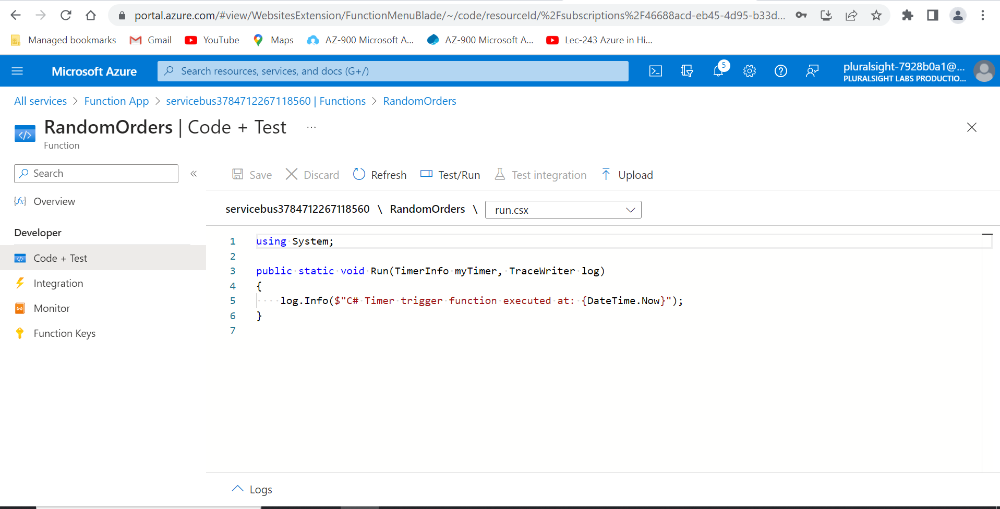 portal.azure.com/#view/WebsitesExtension/FunctionMenuBlade/~/code/resourceId/%2Fsubscriptions%2F46688acd-eb45-4d95-b33d...
Managed bookmarks Gmail YouTube Maps AZ-900 Microsoft A... AZ-900 Microsoft A... Lec-243 Azure in Hi...
Microsoft Azure Search resources, services, and docs (G+/) 5 pluralsight-7928b0a1@...
PLURALSIGHT LABS PRODUCTIO...
All services > Function App > servicebus3784712267118560 | Functions > RandomOrders
RandomOrders | Code + Test ...
Function
Search « Save Discard Refresh Test/Run Test integration Upload
{fx} Overview
servicebus3784712267118560 \ RandomOrders \ run.csx
Developer
Code + Test
Integration
Monitor
Function Keys
1 using System;
2
3 public static void Run(TimerInfo myTimer, TraceWriter log)
4 {
5     log.Info($"C# Timer trigger function executed at: {DateTime.Now}");
6 }
7
Logs